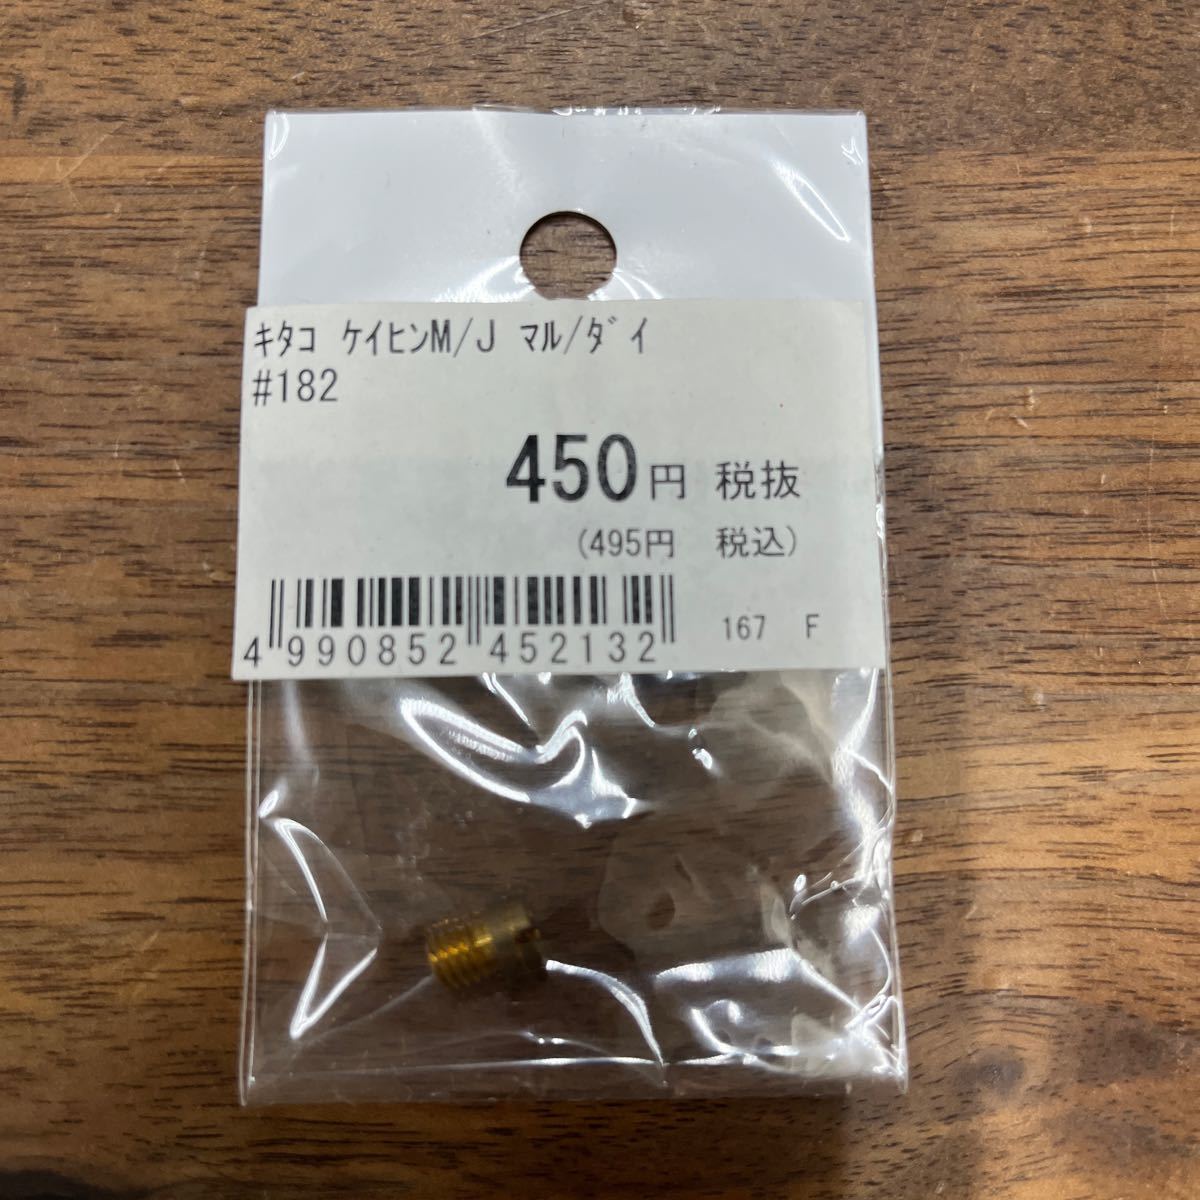 ｷﾀｺ ｹｲﾋﾝM/J ﾏﾙ/ﾀﾞｲ
#182
450円 税抜
(495円 税込)
4 990852 452132
167 F